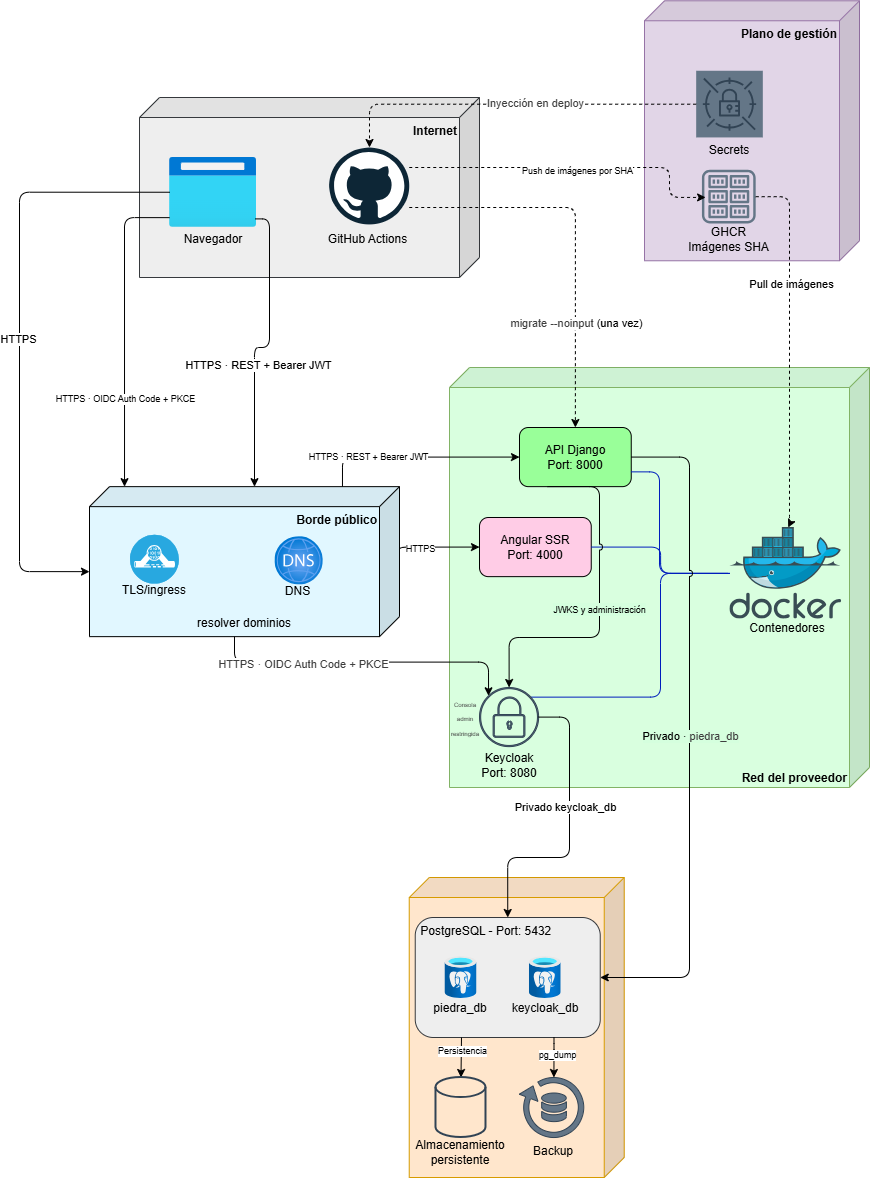 Plano de gestión
Secrets
GHCR
Imágenes SHA
Internet
Navegador
GitHub Actions
Inyección en deploy
Push de imágenes por SHA
Pull de imágenes
migrate --noinput (una vez)
HTTPS
HTTPS · OIDC Auth Code + PKCE
HTTPS · REST + Bearer JWT
HTTPS · REST + Bearer JWT
Borde público
TLS/ingress
DNS
DNS
resolver dominios
HTTPS
HTTPS · OIDC Auth Code + PKCE
API Django
Port: 8000
Angular SSR
Port: 4000
JWKS y administración
docker
Contenedores
Consola
admin
restringida
Keycloak
Port: 8080
Privado · piedra_db
Red del proveedor
Privado keycloak_db
PostgreSQL - Port: 5432
piedra_db
keycloak_db
Persistencia
pg_dump
Almacenamiento
persistente
Backup